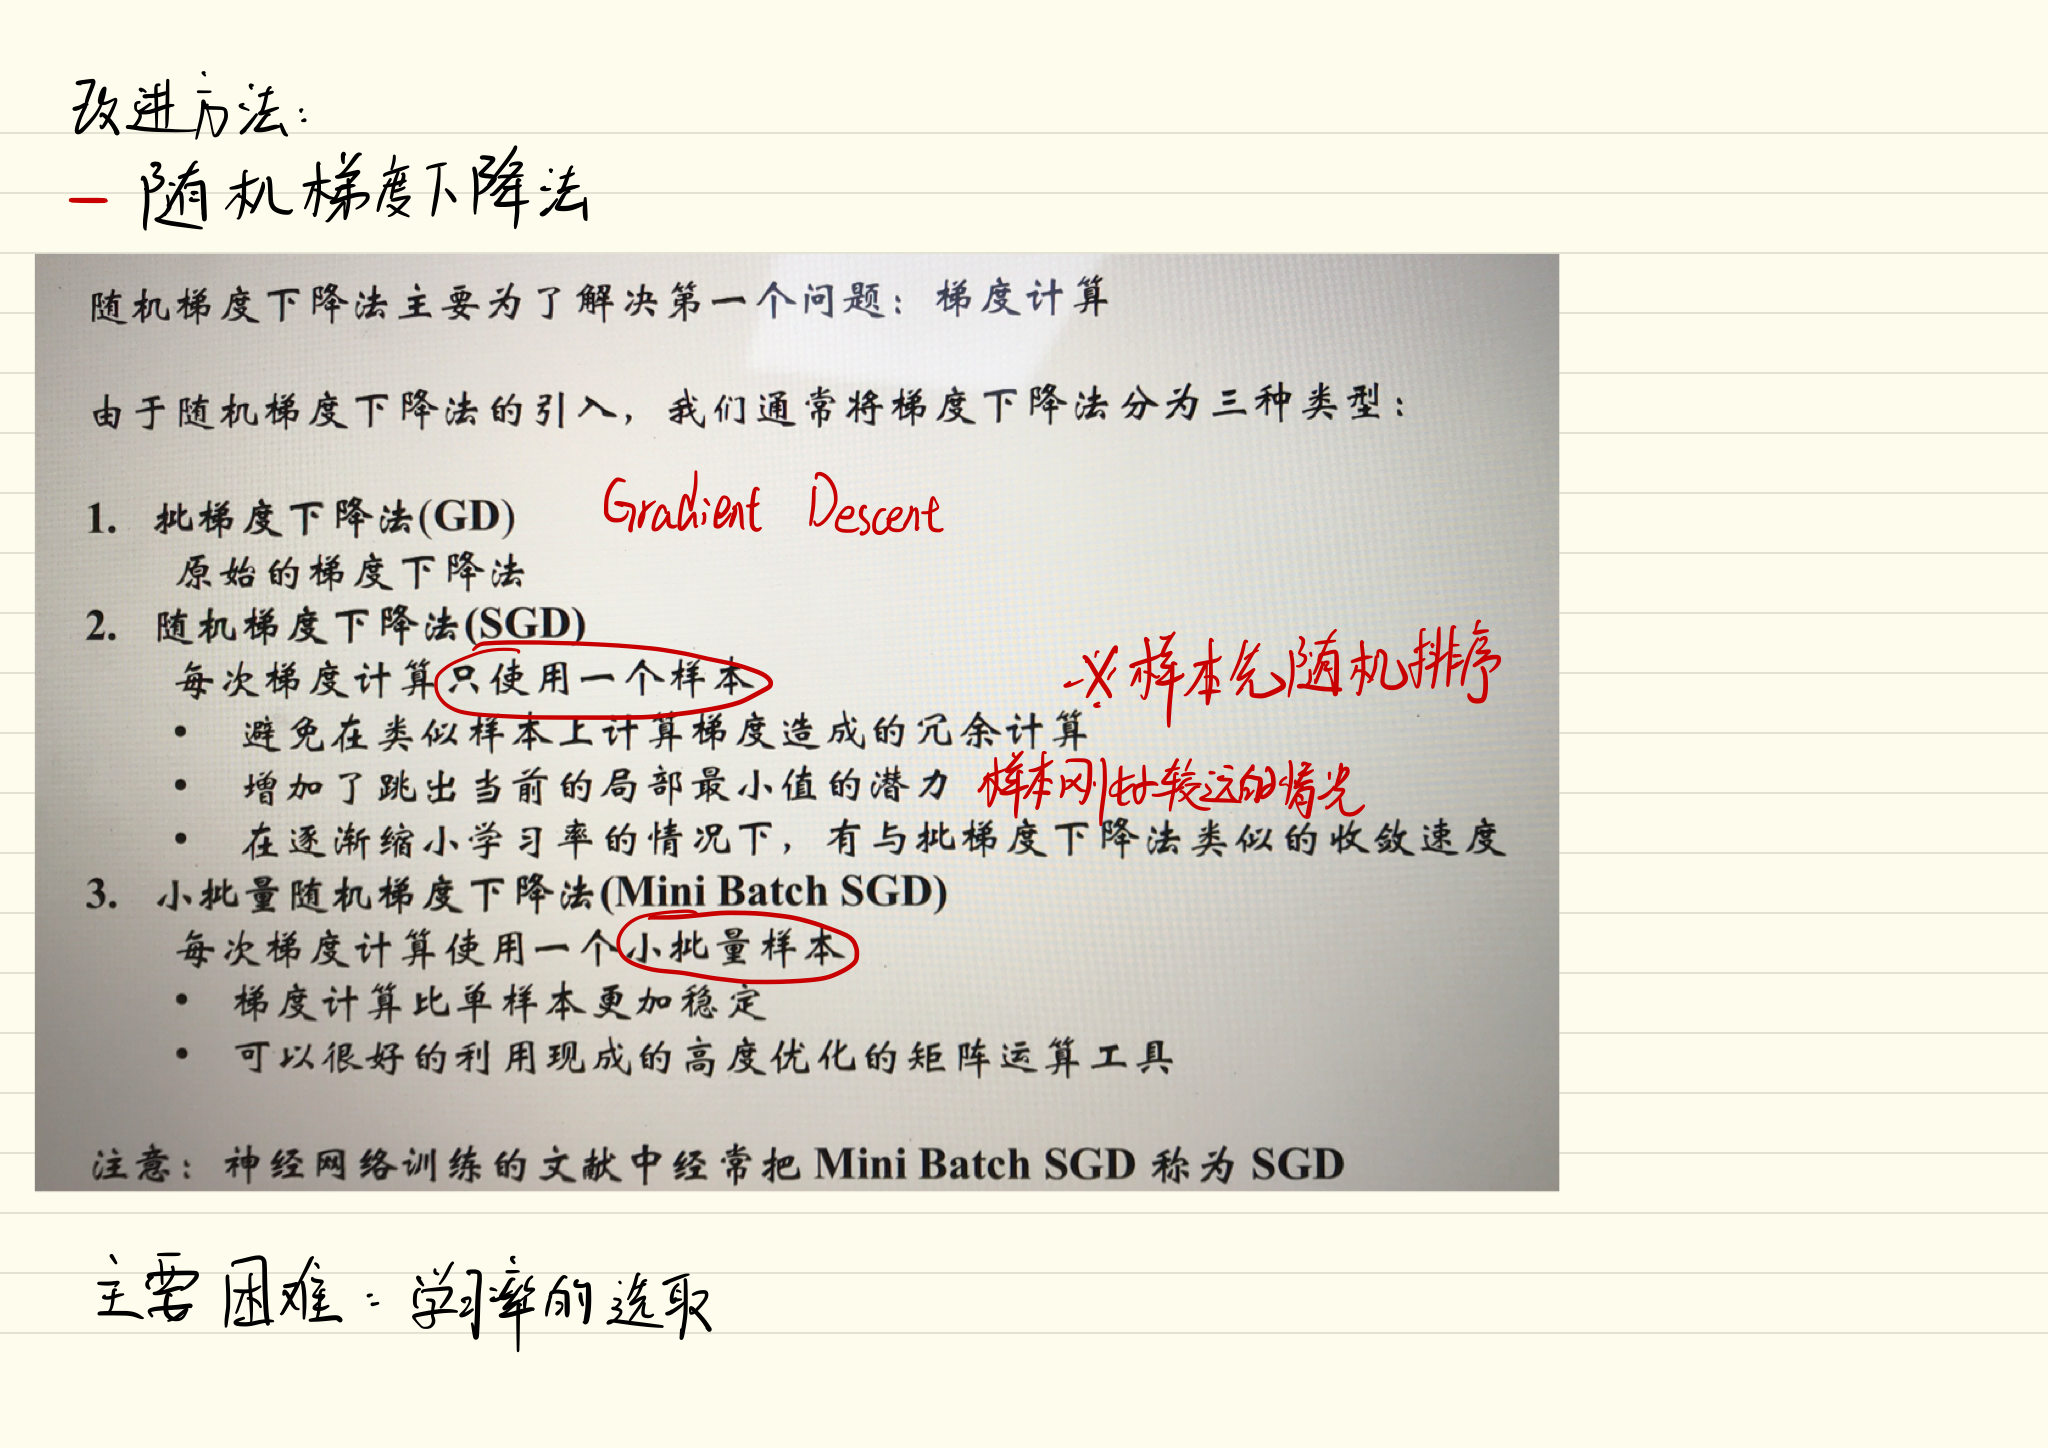 改进方法：
— 随机梯度下降法
随机梯度下降法主要为了解决第一个问题：梯度计算
由于随机梯度下降法的引入，我们通常将梯度下降法分为三种类型：
1. 批梯度下降法(GD) Gradient Descent
原始的梯度下降法
2. 随机梯度下降法(SGD)
每次梯度计算只使用一个样本 -※ 样本先随机排序
• 避免在类似样本上计算梯度造成的冗余计算
• 增加了跳出当前的局部最小值的潜力 样本刚好较远的情况
• 在逐渐缩小学习率的情况下，有与批梯度下降法类似的收敛速度
3. 小批量随机梯度下降法(Mini Batch SGD)
每次梯度计算使用一个小批量样本
• 梯度计算比单样本更加稳定
• 可以很好的利用现成的高度优化的矩阵运算工具
注意：神经网络训练的文献中经常把 Mini Batch SGD 称为 SGD
主要困难：学习率的选取